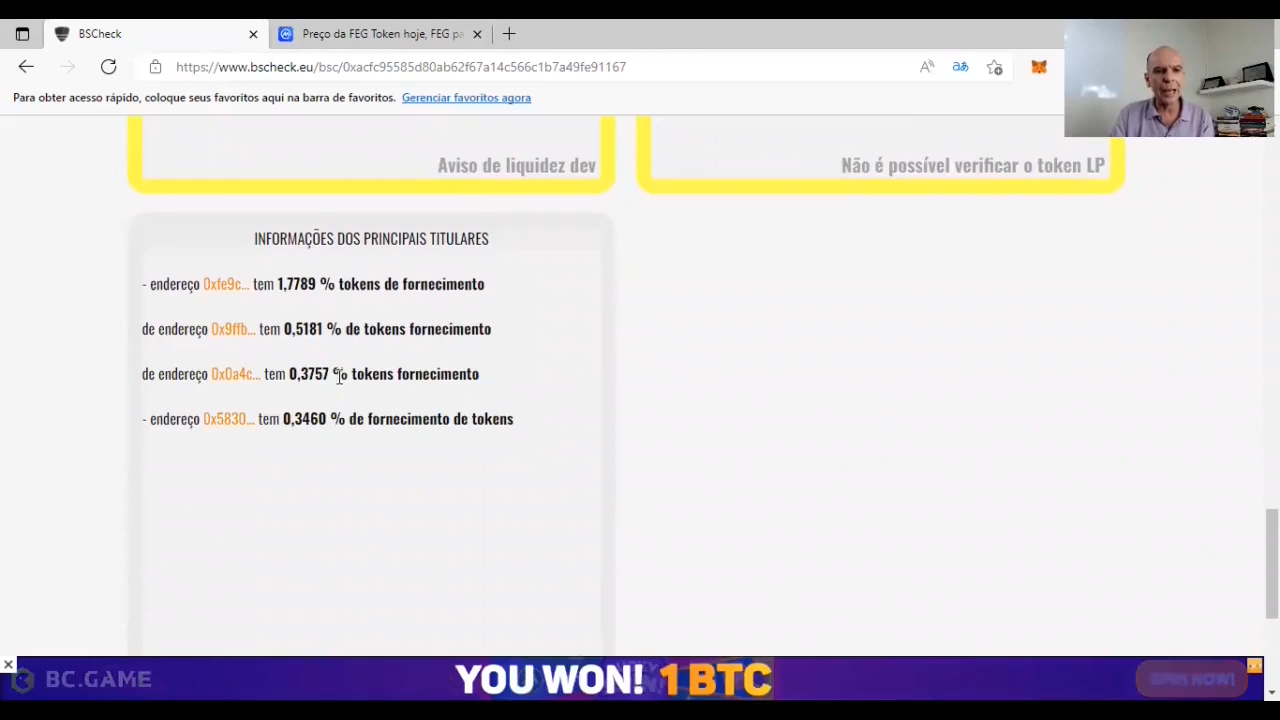 BSCheck
Preço da FEG Token hoje, FEG pa
https://www.bscheck.eu/bsc/0xacfc95585d80ab62f67a14c566c1b7a49fe91167
Para obter acesso rápido, coloque seus favoritos aqui na barra de favoritos. Gerenciar favoritos agora
Aviso de liquidez dev
Não é possível verificar o token LP
INFORMAÇÕES DOS PRINCIPAIS TITULARES
- endereço 0xfe9c... tem 1,7789 % tokens de fornecimento
de endereço 0x9ffb... tem 0,5181 % de tokens fornecimento
de endereço 0x0a4c... tem 0,3757 % tokens fornecimento
- endereço 0x5830... tem 0,3460 % de fornecimento de tokens
BC.GAME
YOU WON! 1 BTC
SPIN NOW!